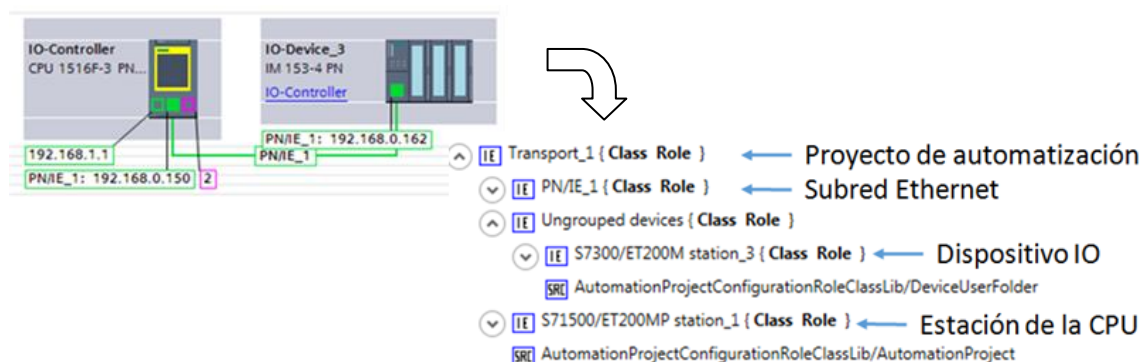 IO-Controller
CPU 1516F-3 PN...
IO-Device_3
IM 153-4 PN
IO-Controller
192.168.1.1
PN/IE_1: 192.168.0.150
2
PN/IE_1: 192.168.0.162
PN/IE_1
IE Transport_1 { Class Role }
Proyecto de automatización
IE PN/IE_1 { Class Role }
Subred Ethernet
IE Ungrouped devices { Class Role }
IE S7300/ET200M station_3 { Class Role }
Dispositivo IO
SRC AutomationProjectConfigurationRoleClassLib/DeviceUserFolder
IE S71500/ET200MP station_1 { Class Role }
Estación de la CPU
SRC AutomationProjectConfigurationRoleClassLib/AutomationProject